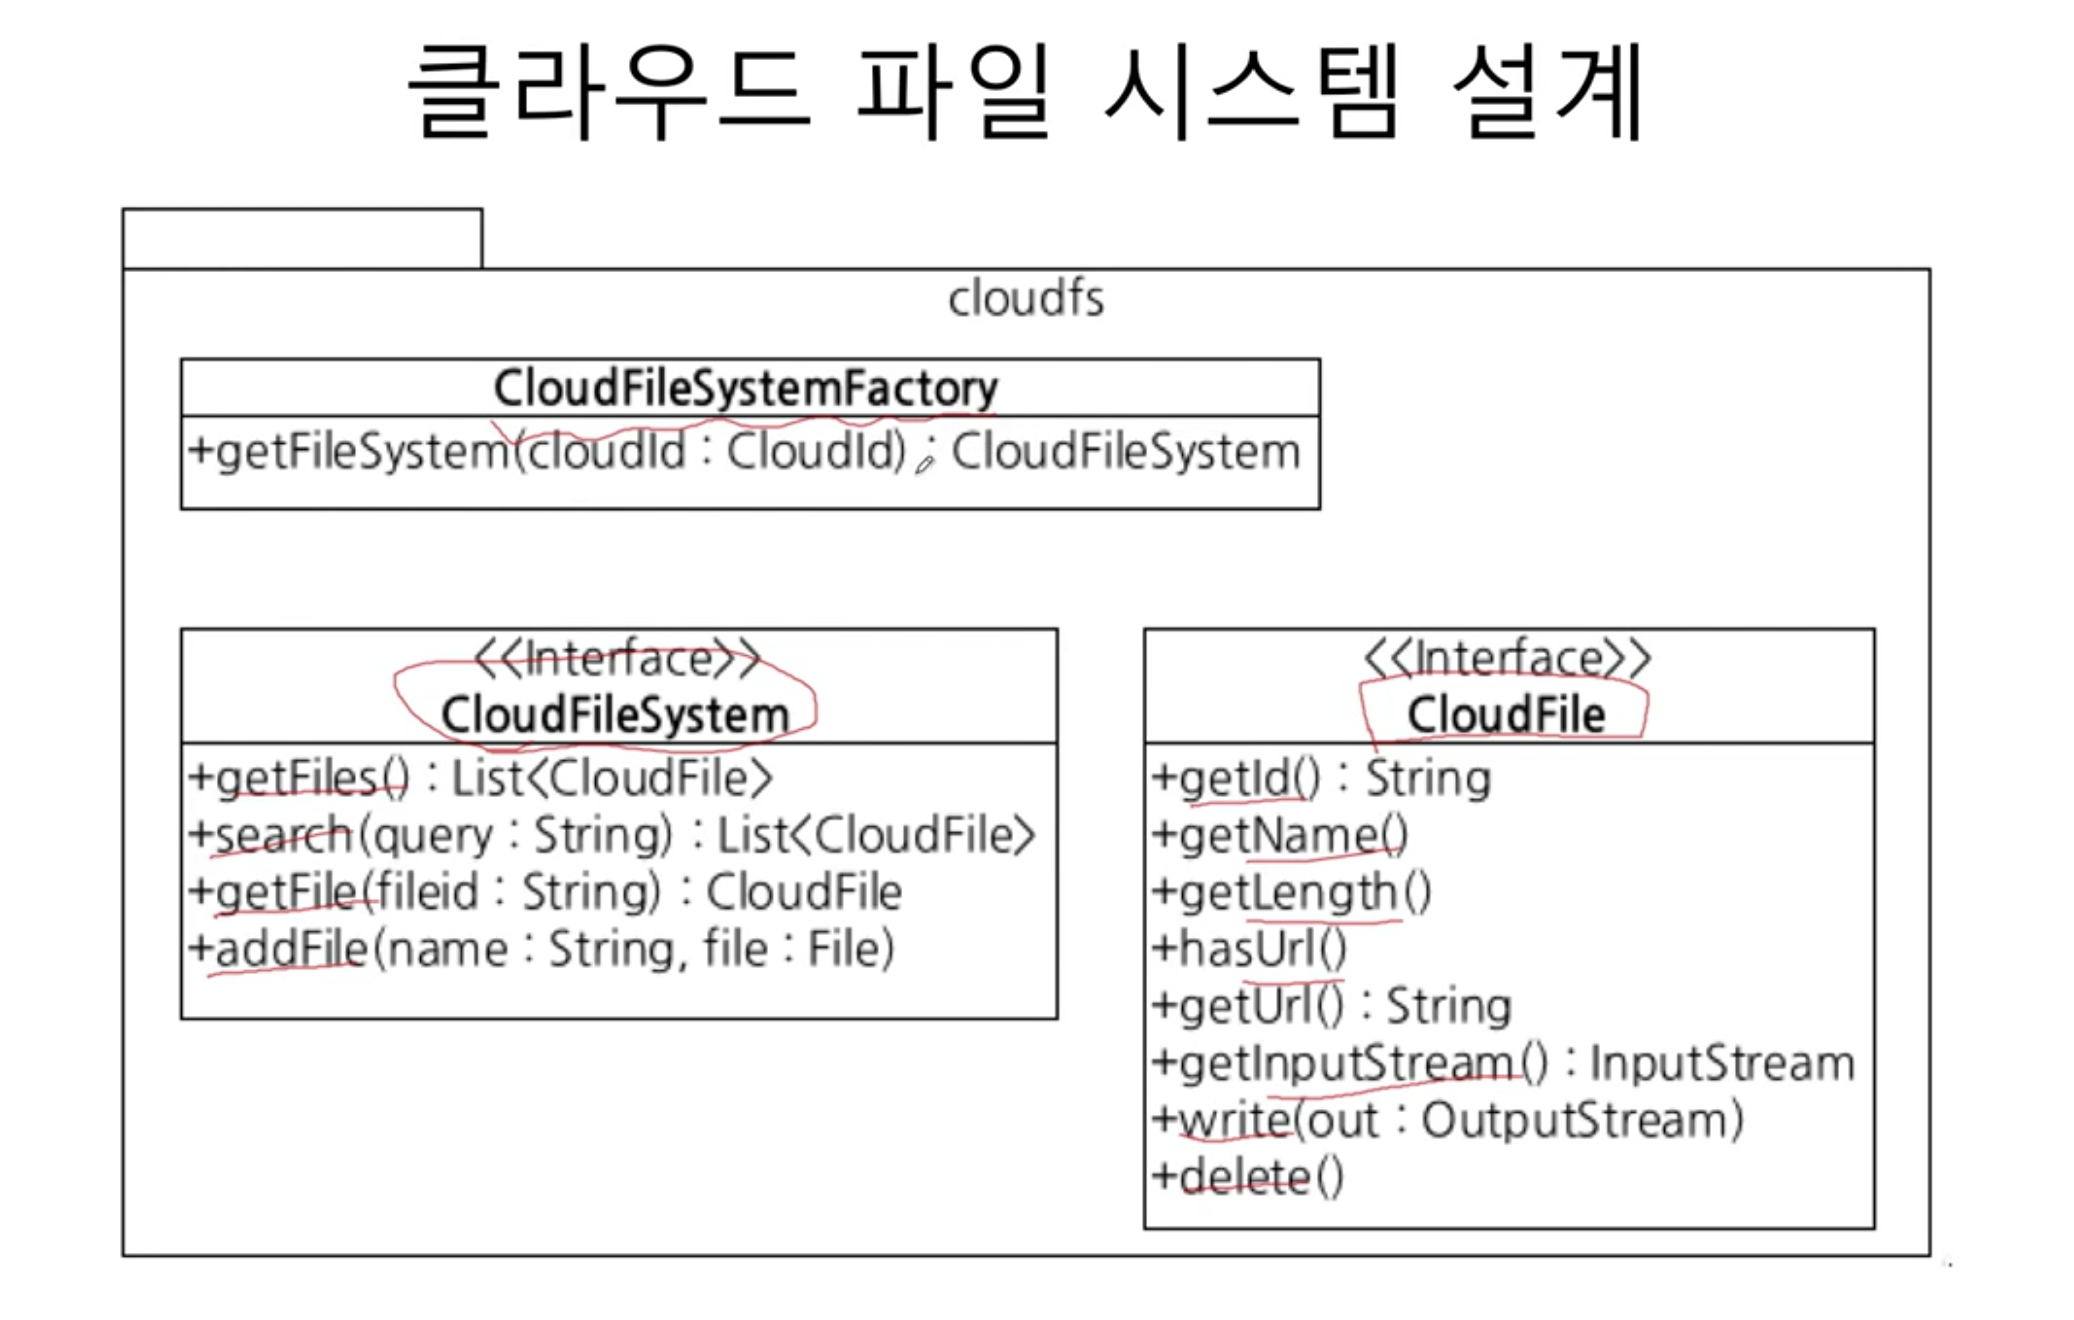 클라우드 파일 시스템 설계
cloudfs
CloudFileSystemFactory
+getFileSystem(cloudId : CloudId) : CloudFileSystem
<<Interface>>
CloudFileSystem
+getFiles() : List<CloudFile>
+search(query : String) : List<CloudFile>
+getFile(fileid : String) : CloudFile
+addFile(name : String, file : File)
<<Interface>>
CloudFile
+getId() : String
+getName()
+getLength()
+hasUrl()
+getUrl() : String
+getInputStream() : InputStream
+write(out : OutputStream)
+delete()